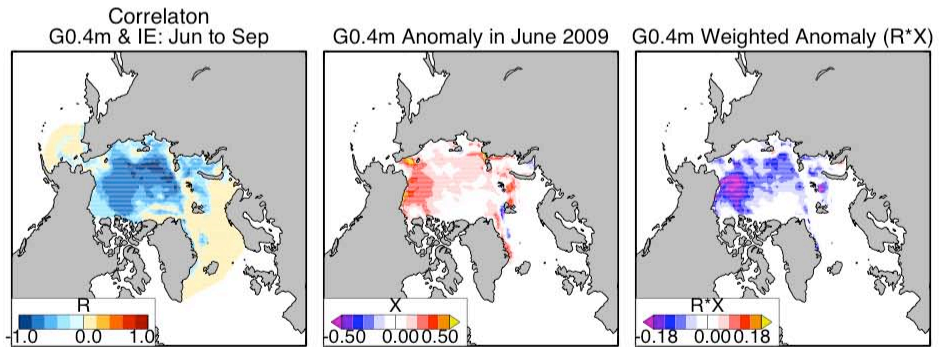 Correlaton
G0.4m & IE: Jun to Sep
R
-1.0 0.0 1.0
G0.4m Anomaly in June 2009
X
-0.50 0.00 0.50
G0.4m Weighted Anomaly (R*X)
R*X
-0.18 0.00 0.18